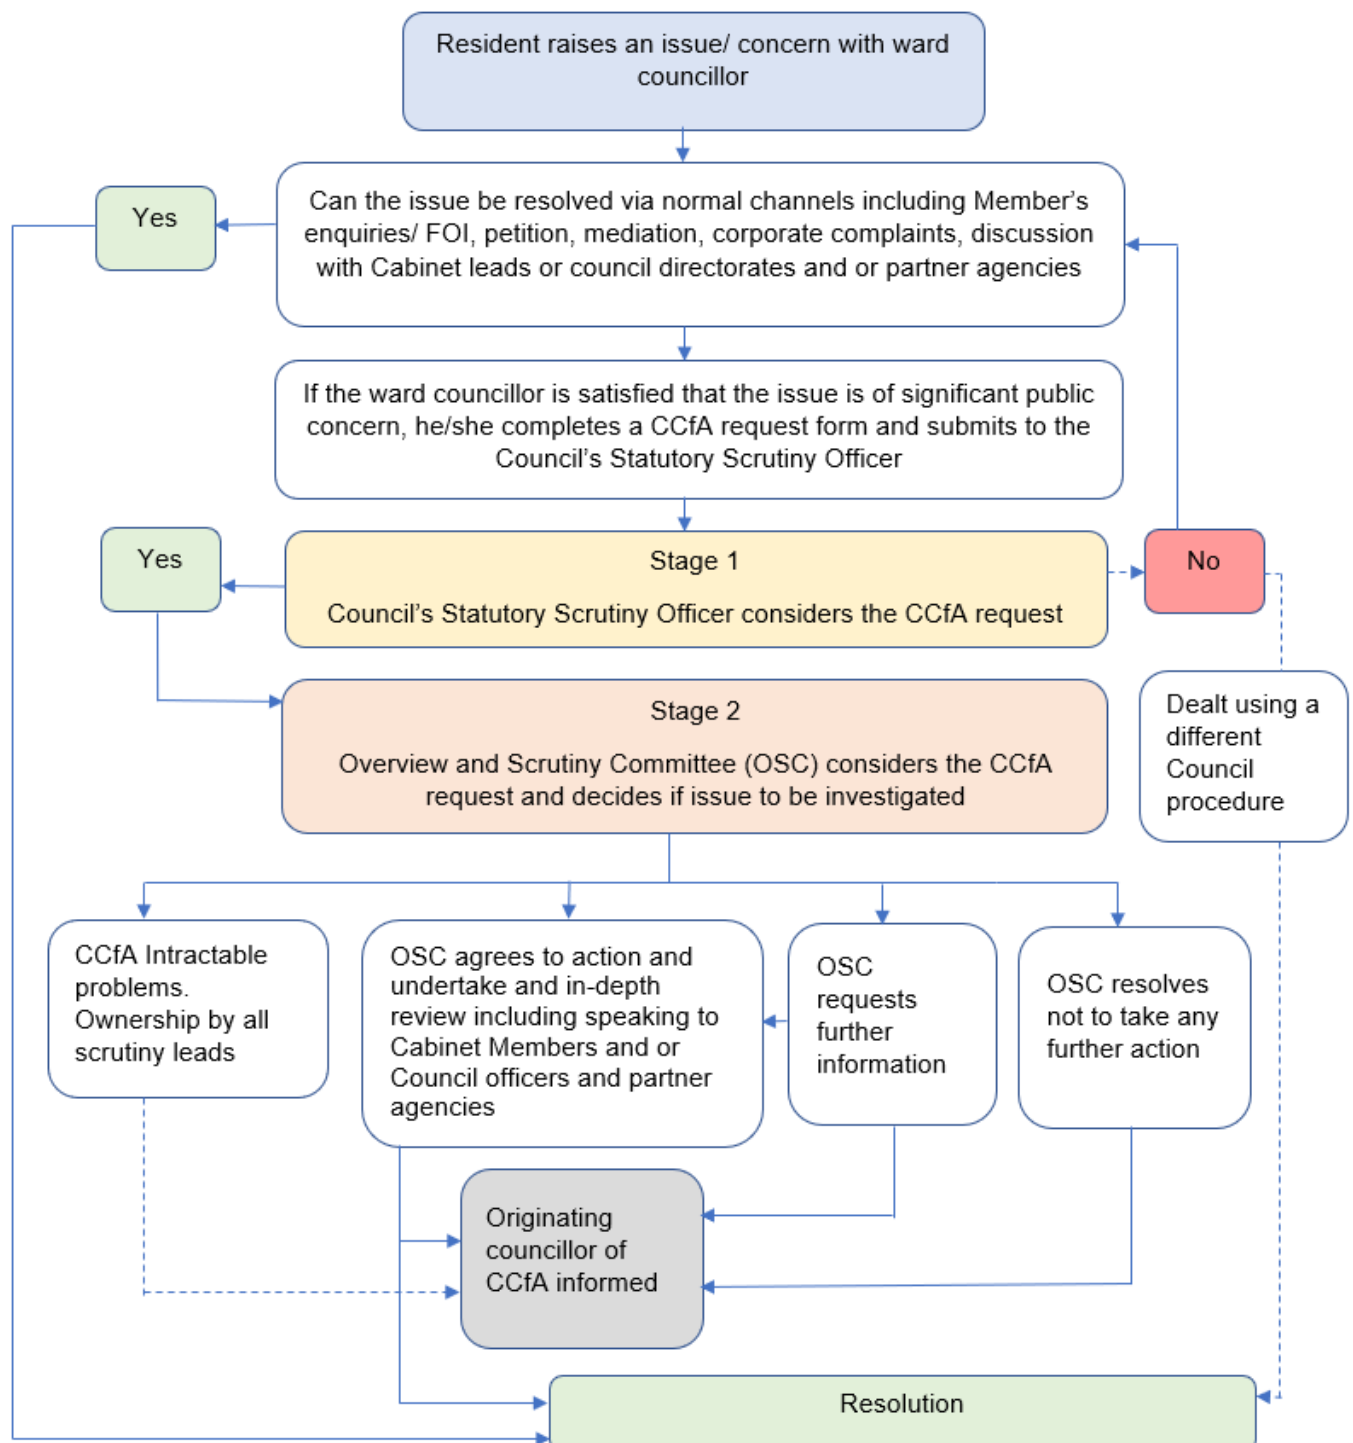 Resident raises an issue/ concern with ward
councillor
Yes
Can the issue be resolved via normal channels including Member’s
enquiries/ FOI, petition, mediation, corporate complaints, discussion
with Cabinet leads or council directorates and or partner agencies
If the ward councillor is satisfied that the issue is of significant public
concern, he/she completes a CCfA request form and submits to the
Council’s Statutory Scrutiny Officer
Yes
Stage 1
Council’s Statutory Scrutiny Officer considers the CCfA request
No
Stage 2
Overview and Scrutiny Committee (OSC) considers the CCfA
request and decides if issue to be investigated
Dealt using a
different
Council
procedure
CCfA Intractable
problems.
Ownership by all
scrutiny leads
OSC agrees to action and
undertake and in-depth
review including speaking to
Cabinet Members and or
Council officers and partner
agencies
OSC
requests
further
information
OSC resolves
not to take any
further action
Originating
councillor of
CCfA informed
Resolution